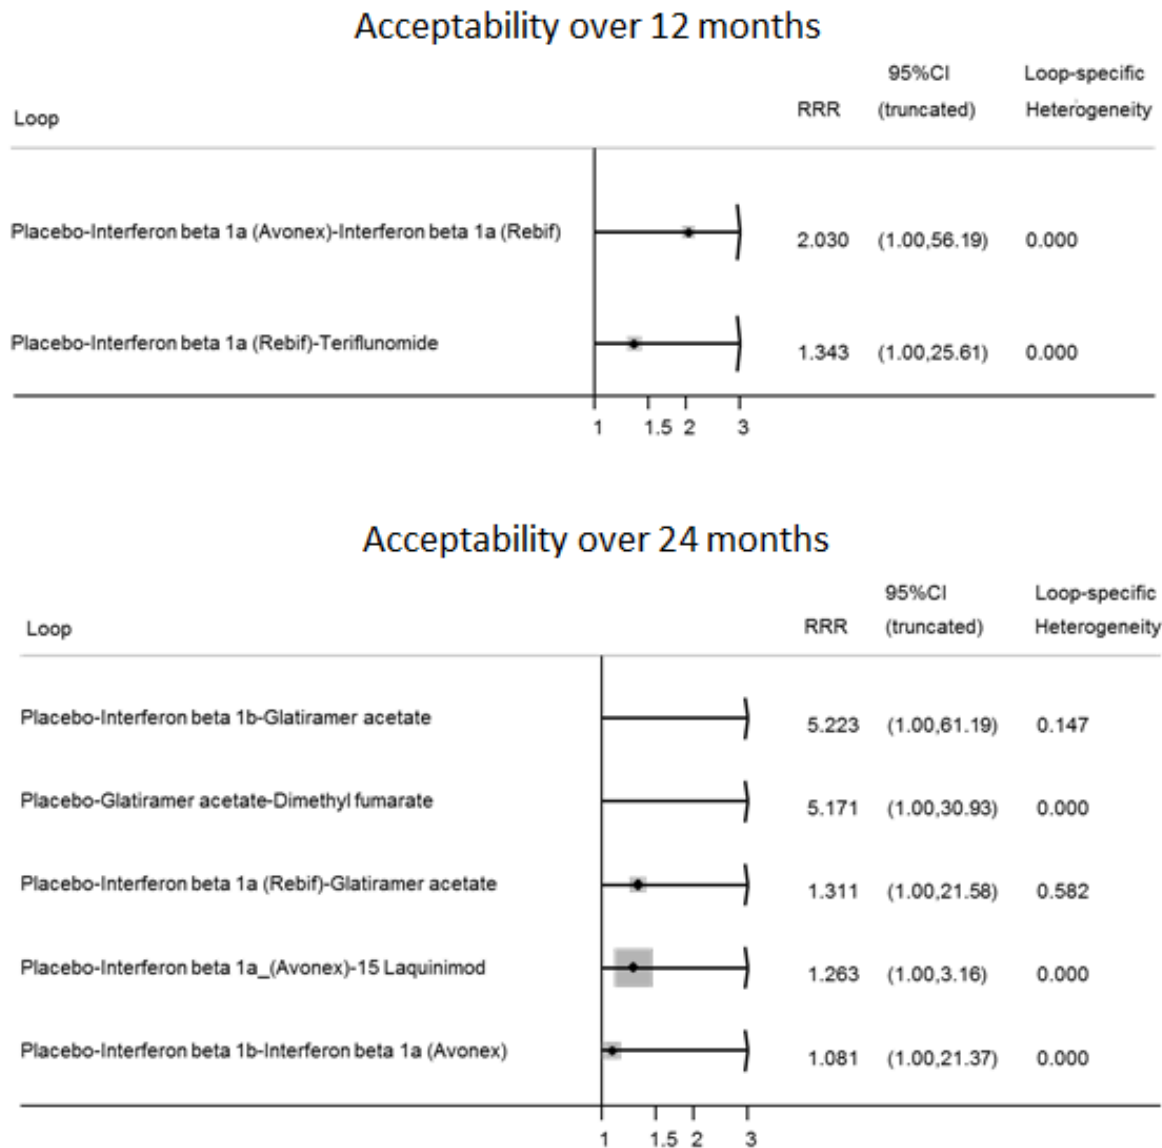 Acceptability over 12 months
95%CI Loop-specific
Loop RRR (truncated) Heterogeneity
Placebo-Interferon beta 1a (Avonex)-Interferon beta 1a (Rebif) 2.030 (1.00,56.19) 0.000
Placebo-Interferon beta 1a (Rebif)-Teriflunomide 1.343 (1.00,25.61) 0.000
1 1.5 2 3
Acceptability over 24 months
95%CI Loop-specific
Loop RRR (truncated) Heterogeneity
Placebo-Interferon beta 1b-Glatiramer acetate 5.223 (1.00,61.19) 0.147
Placebo-Glatiramer acetate-Dimethyl fumarate 5.171 (1.00,30.93) 0.000
Placebo-Interferon beta 1a (Rebif)-Glatiramer acetate 1.311 (1.00,21.58) 0.582
Placebo-Interferon beta 1a_(Avonex)-15 Laquinimod 1.263 (1.00,3.16) 0.000
Placebo-Interferon beta 1b-Interferon beta 1a (Avonex) 1.081 (1.00,21.37) 0.000
1 1.5 2 3